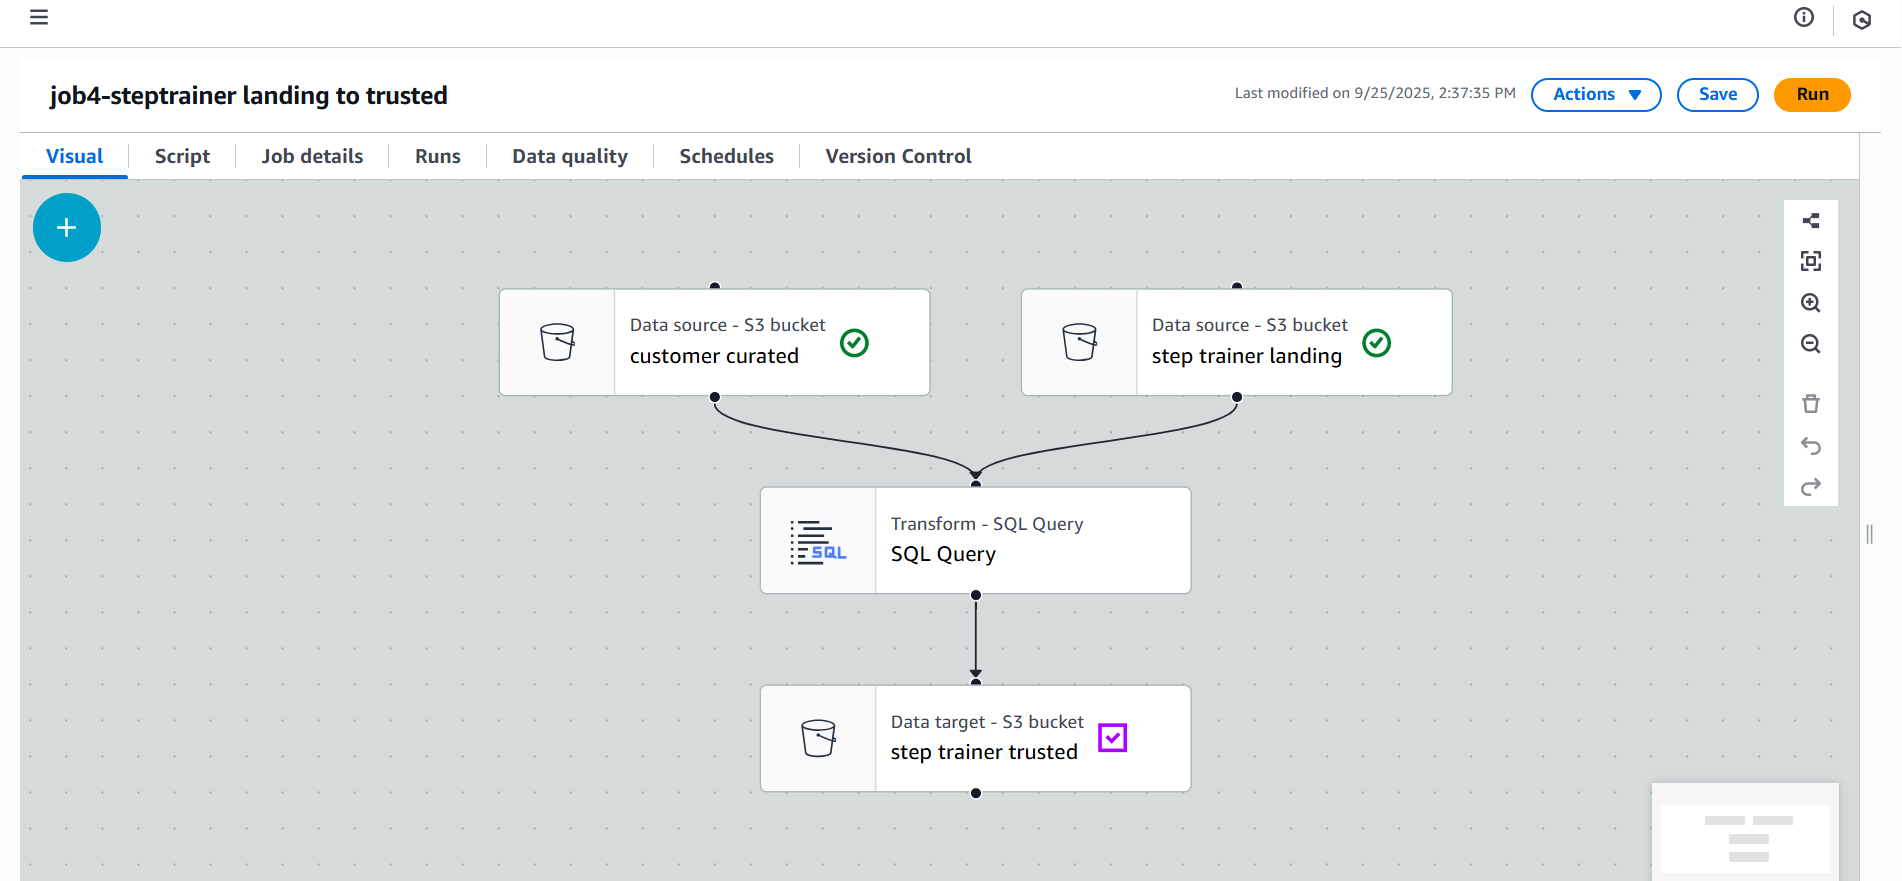 job4-steptrainer landing to trusted
Last modified on 9/25/2025, 2:37:35 PM
Actions
Save
Run
Visual
Script
Job details
Runs
Data quality
Schedules
Version Control
Data source - S3 bucket
customer curated
Data source - S3 bucket
step trainer landing
Transform - SQL Query
SQL Query
SQL
Data target - S3 bucket
step trainer trusted